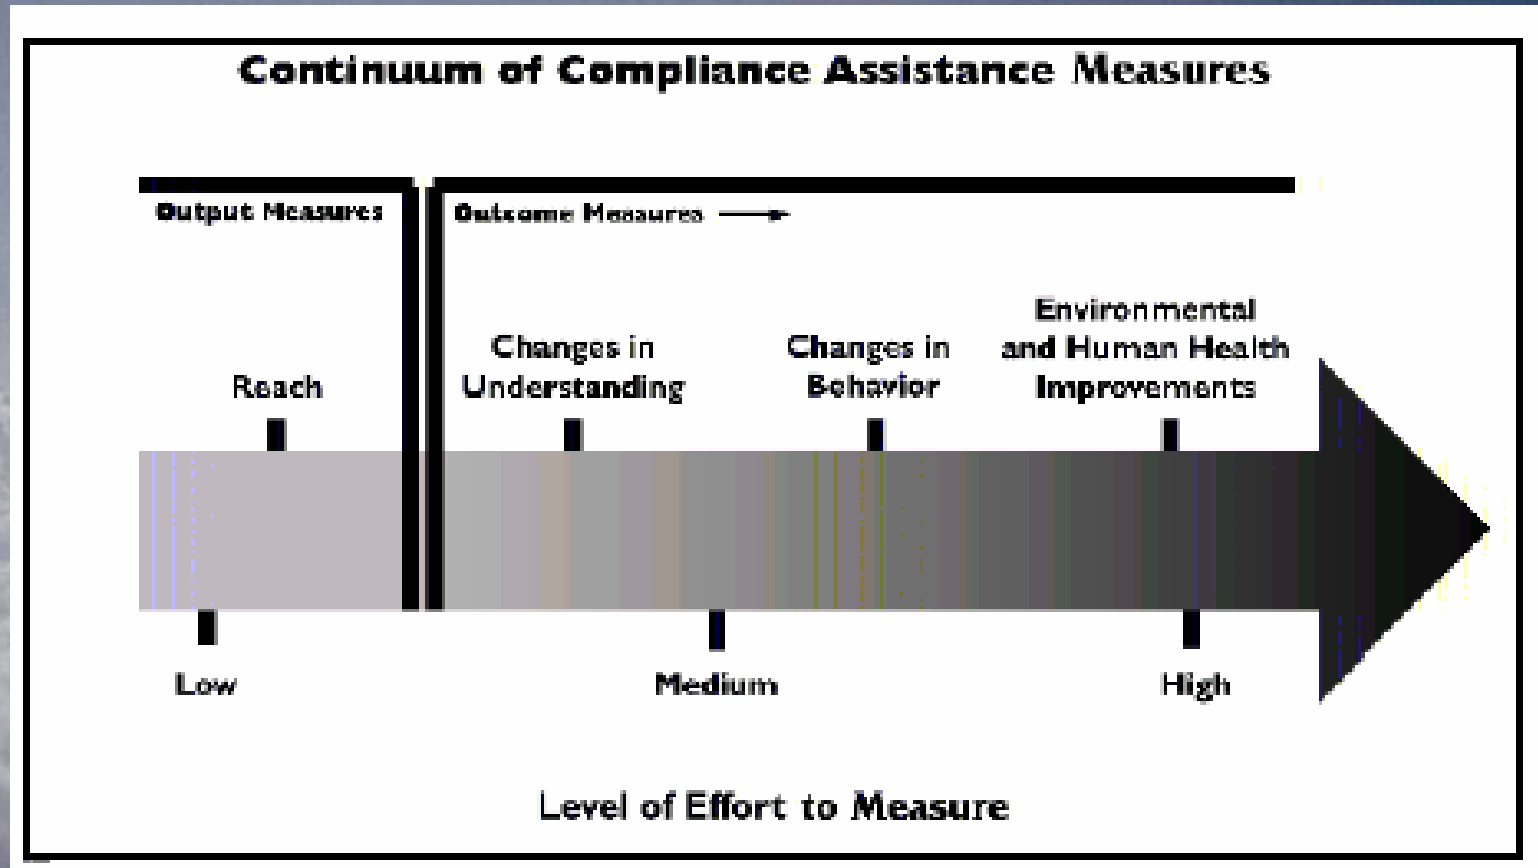 Continuum of Compliance Assistance Measures
Output Measures
Outcome Measures
Reach
Changes in
Understanding
Changes in
Behavior
Environmental
and Human Health
Improvements
Low
Medium
High
Level of Effort to Measure